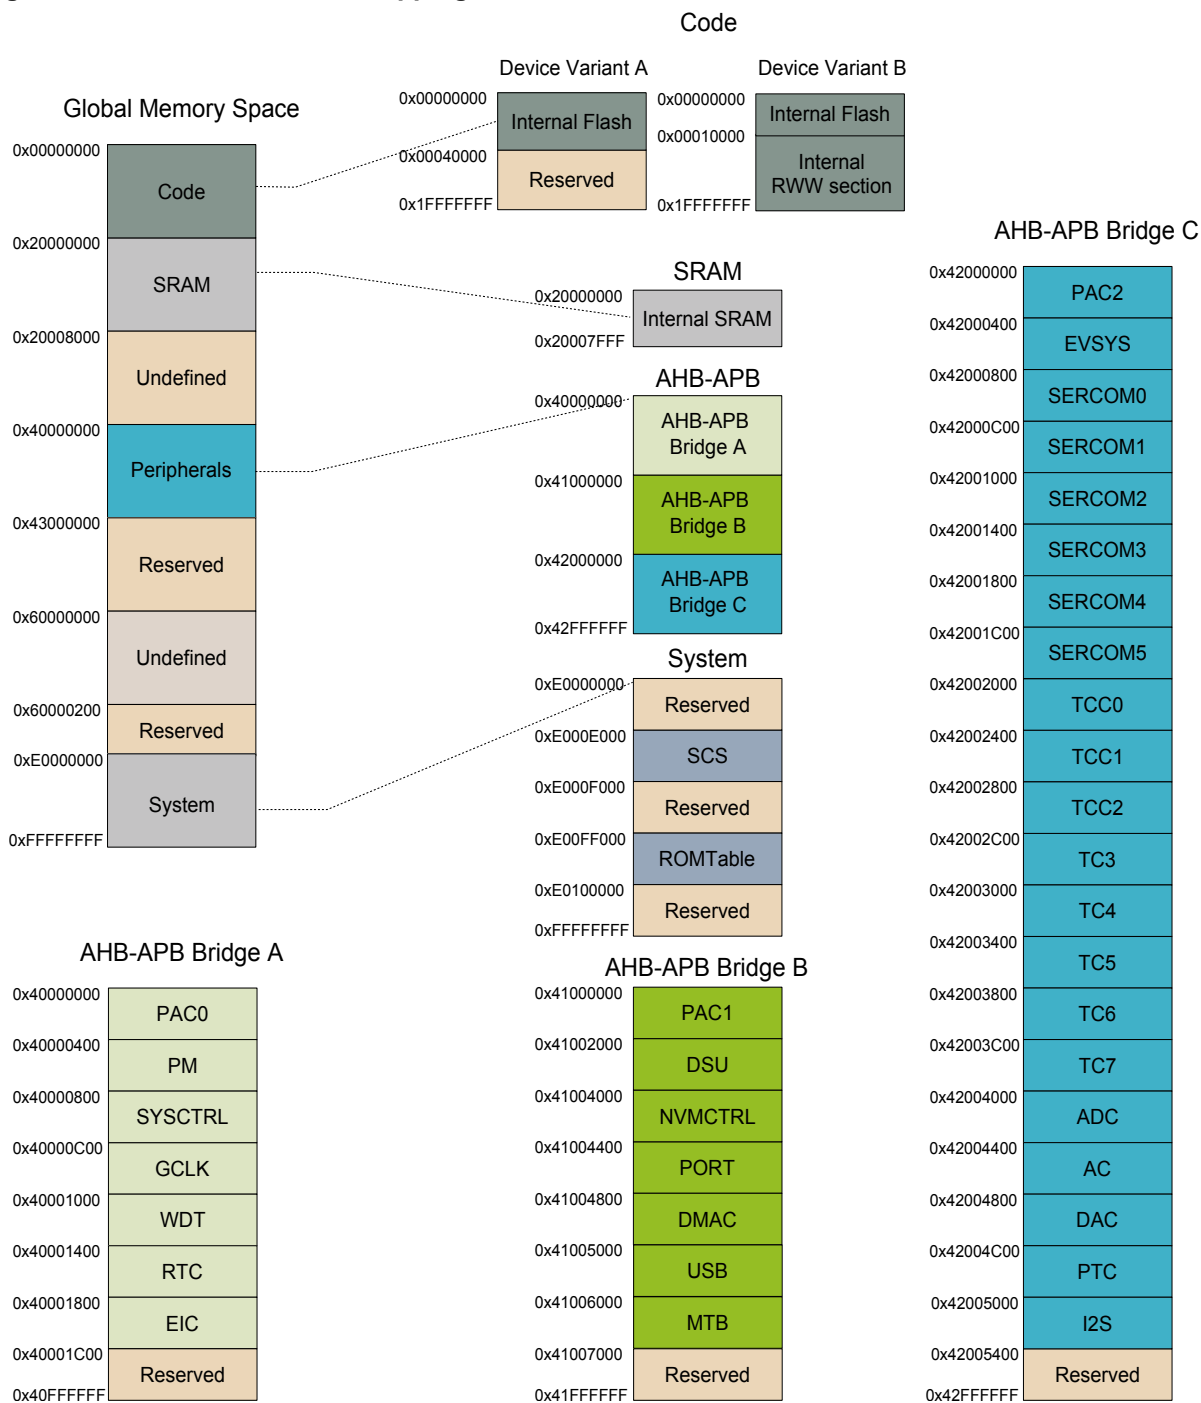 Code
Device Variant A
0x00000000
Internal Flash
0x00040000
Reserved
0x1FFFFFFF
Device Variant B
0x00000000
Internal Flash
0x00010000
Internal
RWW section
0x1FFFFFFF
Global Memory Space
0x00000000
Code
0x20000000
SRAM
0x20008000
Undefined
0x40000000
Peripherals
0x43000000
Reserved
0x60000000
Undefined
0x60000200
Reserved
0xE0000000
System
0xFFFFFFFF
SRAM
0x20000000
Internal SRAM
0x20007FFF
AHB-APB
0x40000000
AHB-APB
Bridge A
0x41000000
AHB-APB
Bridge B
0x42000000
AHB-APB
Bridge C
0x42FFFFFF
System
0xE0000000
Reserved
0xE000E000
SCS
0xE000F000
Reserved
0xE00FF000
ROMTable
0xE0100000
Reserved
0xFFFFFFFF
AHB-APB Bridge A
0x40000000
PAC0
0x40000400
PM
0x40000800
SYSCTRL
0x40000C00
GCLK
0x40001000
WDT
0x40001400
RTC
0x40001800
EIC
0x40001C00
Reserved
0x40FFFFFF
AHB-APB Bridge B
0x41000000
PAC1
0x41002000
DSU
0x41004000
NVMCTRL
0x41004400
PORT
0x41004800
DMAC
0x41005000
USB
0x41006000
MTB
0x41007000
Reserved
0x41FFFFFF
AHB-APB Bridge C
0x42000000
PAC2
0x42000400
EVSYS
0x42000800
SERCOM0
0x42000C00
SERCOM1
0x42001000
SERCOM2
0x42001400
SERCOM3
0x42001800
SERCOM4
0x42001C00
SERCOM5
0x42002000
TCC0
0x42002400
TCC1
0x42002800
TCC2
0x42002C00
TC3
0x42003000
TC4
0x42003400
TC5
0x42003800
TC6
0x42003C00
TC7
0x42004000
ADC
0x42004400
AC
0x42004800
DAC
0x42004C00
PTC
0x42005000
I2S
0x42005400
Reserved
0x42FFFFFF